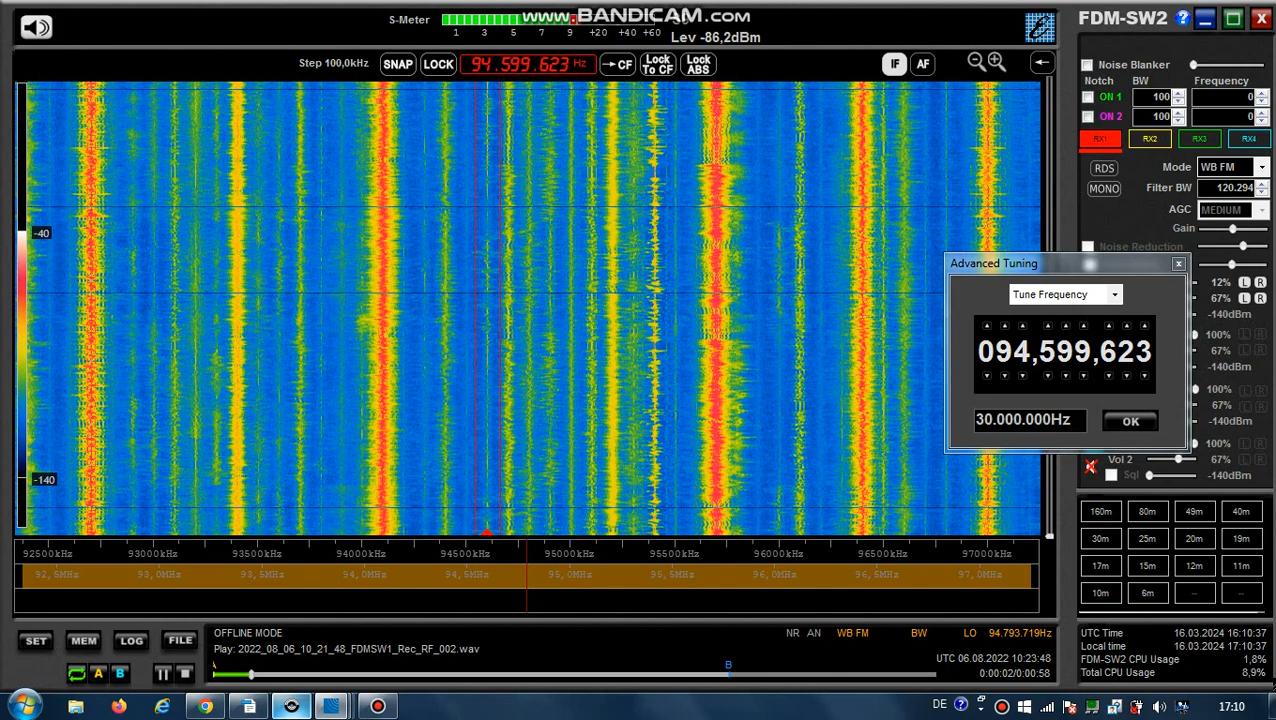 S-Meter
www.BANDICAM.com
1 3 5 7 9 +20 +40 +60
Lev -86,2dBm
FDM-SW2
Step 100,0kHz
SNAP
LOCK
94.599.623 Hz
→CF
Lock To CF
Lock ABS
IF
AF
Noise Blanker
Notch BW Frequency
ON 1 100 0
ON 2 100 0
RX1 RX2 RX3 RX4
RDS Mode WB FM
MONO Filter BW 120.294
AGC MEDIUM
Gain
Noise Reduction
-40
-140
Advanced Tuning
Tune Frequency
094,599,623
30.000.000Hz
OK
12% L R
67% L R
-140dBm
100% L R
67%
-140dBm
100% L R
67%
-140dBm
100% L R
Vol 2 67%
Sql -140dBm
160m 80m 49m 40m
30m 25m 20m 19m
17m 15m 12m 11m
10m 6m -- --
92500kHz 93000kHz 93500kHz 94000kHz 94500kHz 95000kHz 95500kHz 96000kHz 96500kHz 97000kHz
92,5MHz 93,0MHz 93,5MHz 94,0MHz 94,5MHz 95,0MHz 95,5MHz 96,0MHz 96,5MHz 97,0MHz
SET MEM LOG FILE
A B
OFFLINE MODE
NR AN WB FM BW LO 94.793.719Hz
Play: 2022_08_06_10_21_48_FDMSW1_Rec_RF_002.wav
UTC 06.08.2022 10:23:48
A B
0:00:02/0:00:58
UTC Time 16.03.2024 16:10:37
Local time 16.03.2024 17:10:37
FDM-SW2 CPU Usage 1,8%
Total CPU Usage 8,9%
DE
17:10